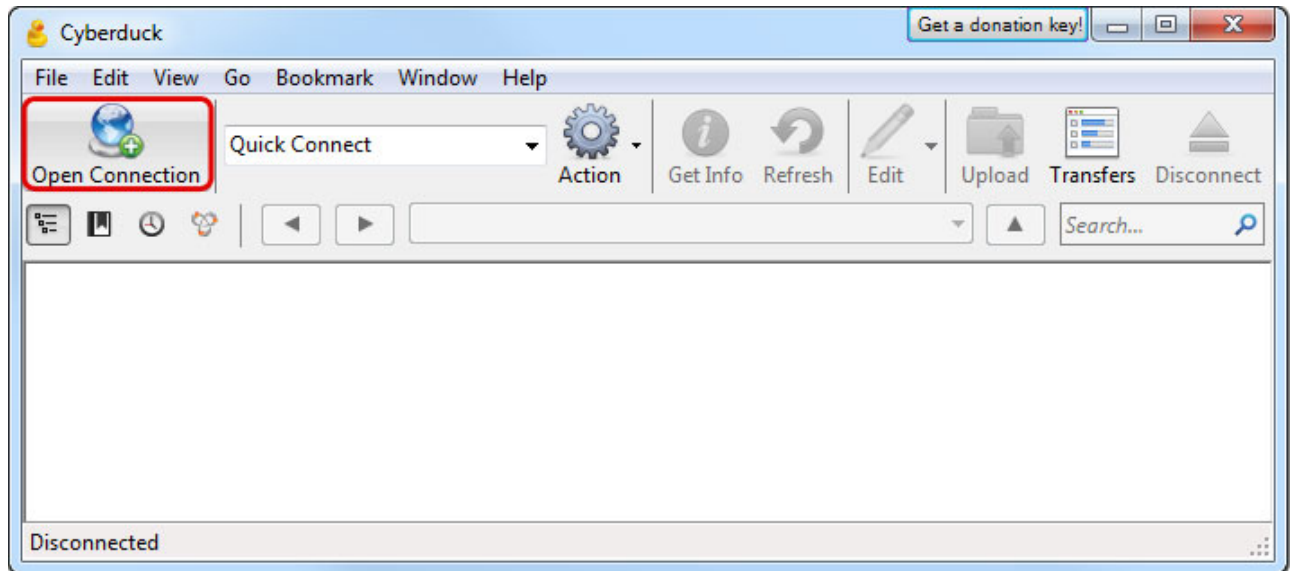 Cyberduck Get a donation key!
File Edit View Go Bookmark Window Help
Quick Connect
Open Connection Action Get Info Refresh Edit Upload Transfers Disconnect
Search...
Disconnected